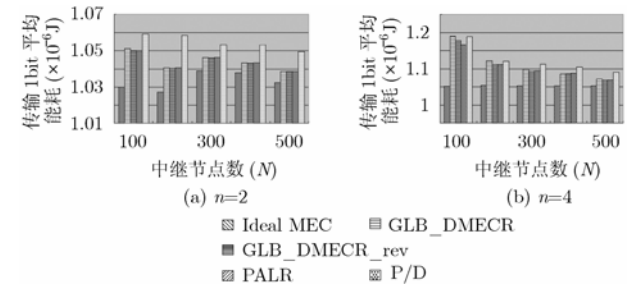 传输 1bit 平均
能耗 (×10⁻⁶J)
1.07
1.05
1.03
1.01
100
300
500
中继节点数 (N)
(a) n=2
传输 1bit 平均
能耗 (×10⁻⁶J)
1.2
1.1
1
100
300
500
中继节点数 (N)
(b) n=4
Ideal MEC
GLB_DMECR
GLB_DMECR_rev
PALR
P/D